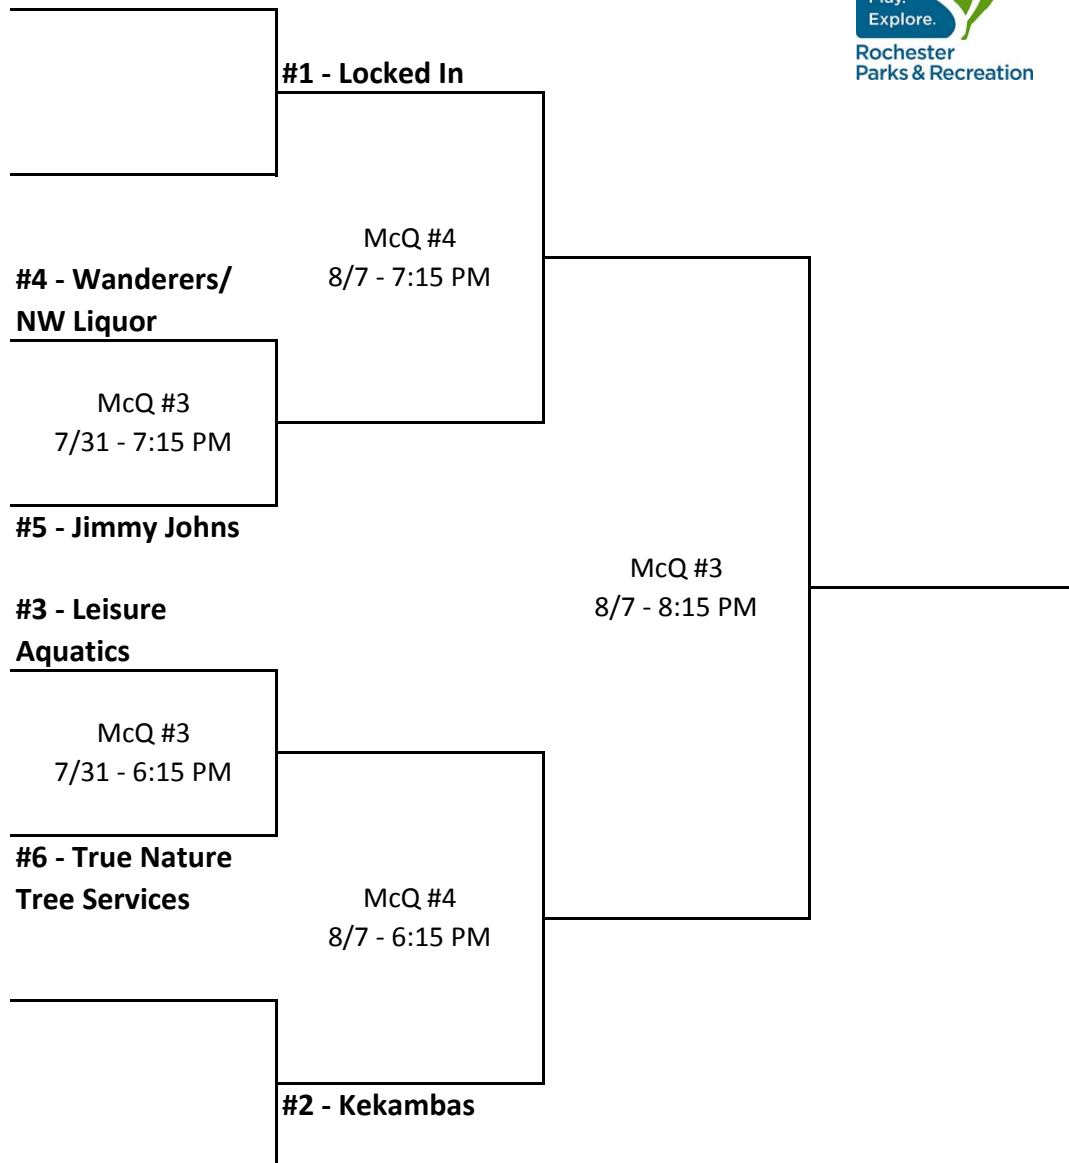 Explore.
Rochester
Parks & Recreation
#1 - Locked In
McQ #4
8/7 - 7:15 PM
#4 - Wanderers/
NW Liquor
McQ #3
7/31 - 7:15 PM
#5 - Jimmy Johns
McQ #3
8/7 - 8:15 PM
#3 - Leisure
Aquatics
McQ #3
7/31 - 6:15 PM
#6 - True Nature
Tree Services
McQ #4
8/7 - 6:15 PM
#2 - Kekambas